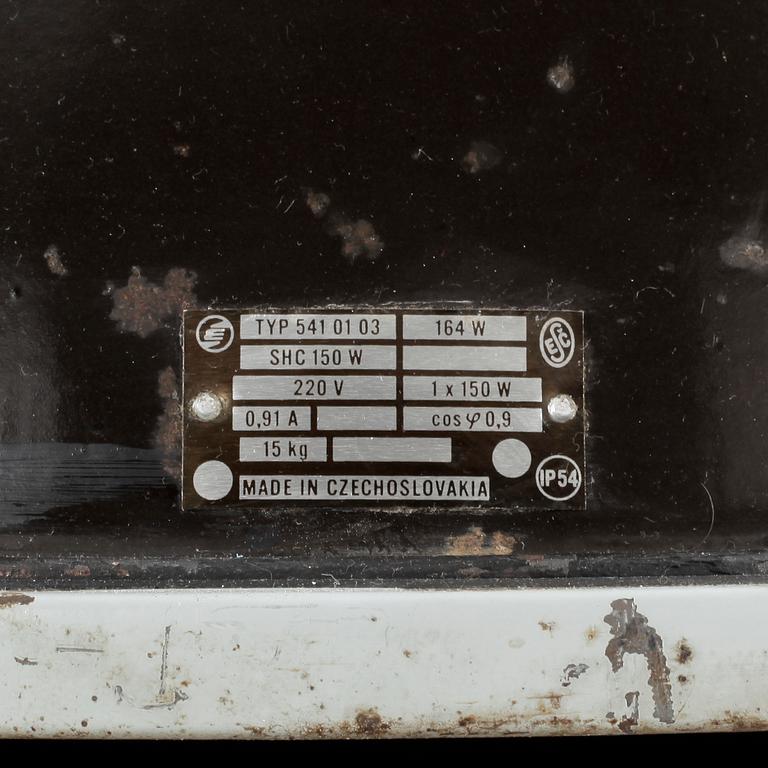 TYP 541 01 03 164 W
ESC
SHC 150 W
220 V 1 x 150 W
0,91 A cos φ 0,9
15 kg
IP54
MADE IN CZECHOSLOVAKIA